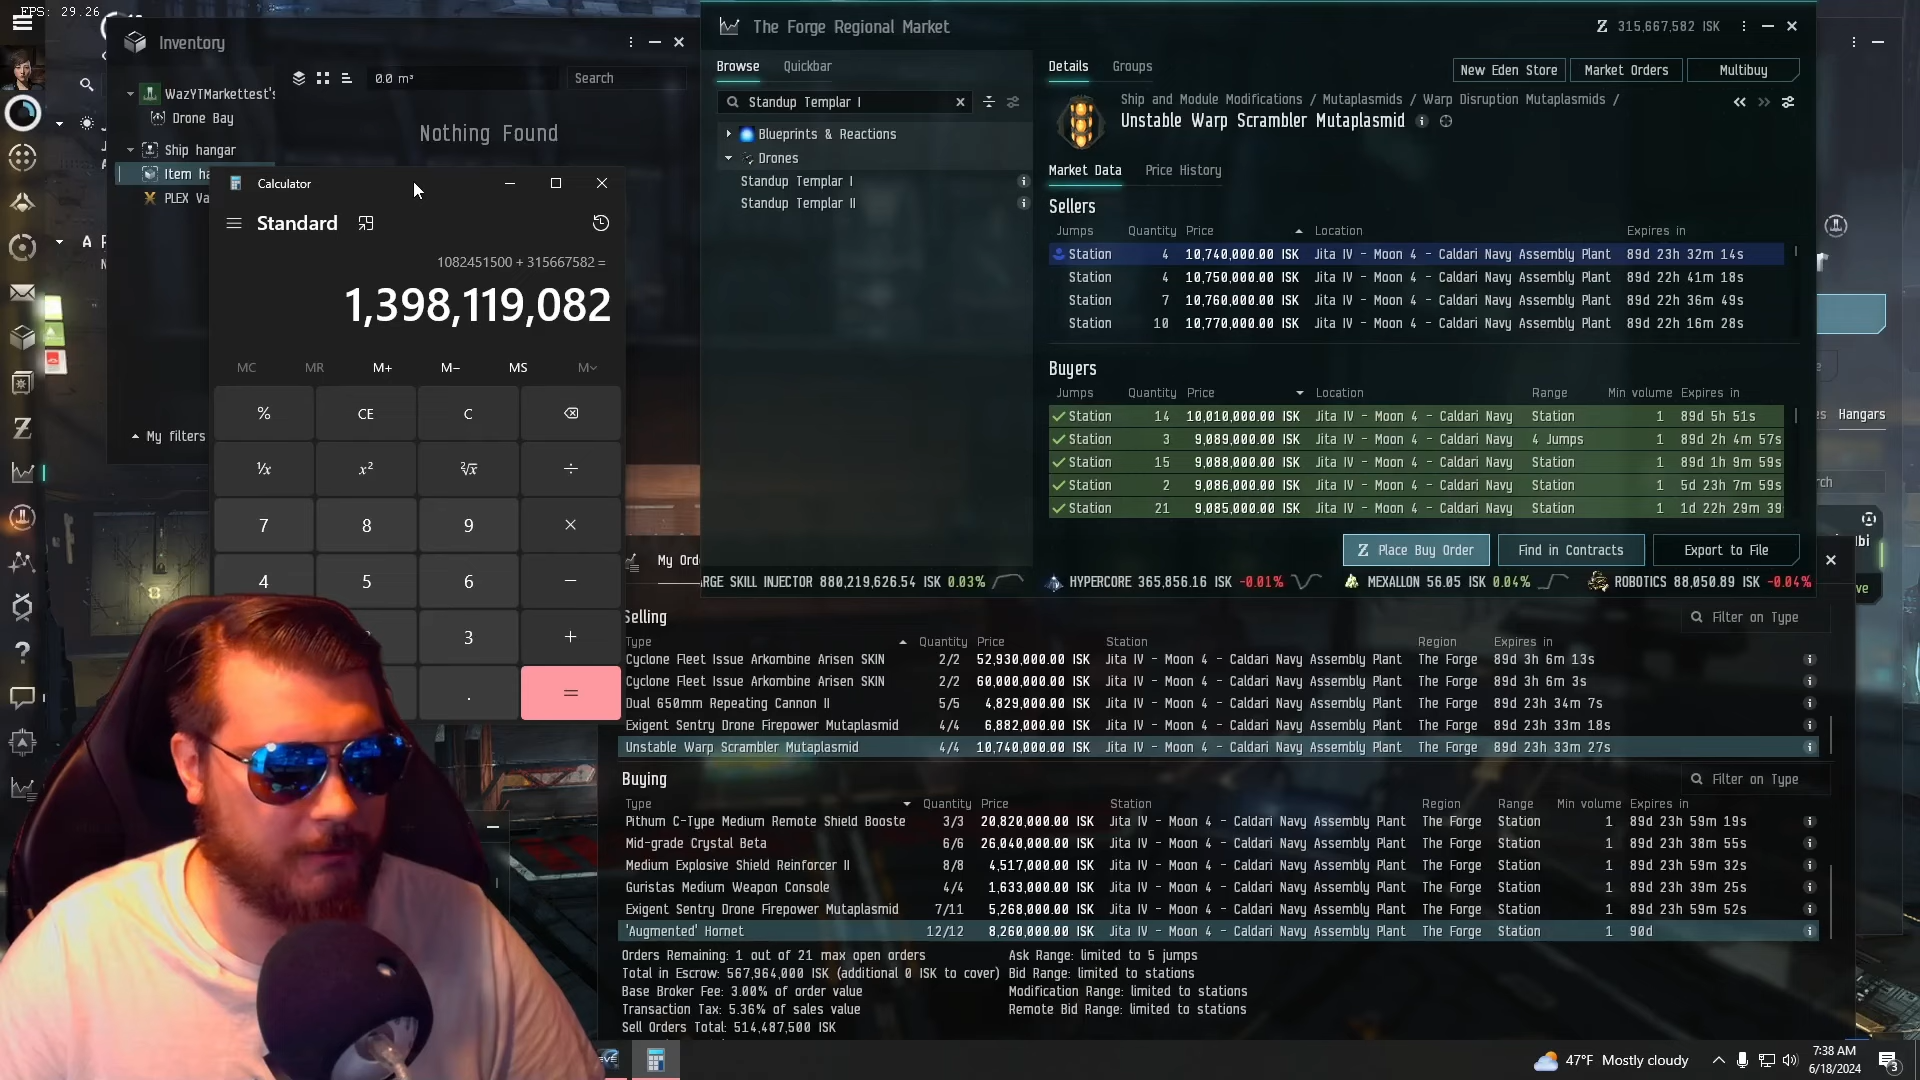 FPS: 29.26
Inventory
WazYTMarkettest's
Drone Bay
Ship hangar
Item ha
PLEX Va
My filters
0.0 m³
Search
Nothing Found
Calculator
Standard
1082451500 + 315667582 =
1,398,119,082
MC MR M+ M− MS M
% CE C
¹/x x² ²√x ÷
7 8 9 ×
4 5 6 −
3 +
. =
The Forge Regional Market
315,667,582 ISK
Browse Quickbar
Standup Templar I
Blueprints & Reactions
Drones
Standup Templar I
Standup Templar II
Details Groups
New Eden Store Market Orders Multibuy
Ship and Module Modifications / Mutaplasmids / Warp Disruption Mutaplasmids /
Unstable Warp Scrambler Mutaplasmid
Market Data Price History
Sellers
Jumps Quantity Price Location Expires in
Station 4 10,740,000.00 ISK Jita IV - Moon 4 - Caldari Navy Assembly Plant 89d 23h 32m 14s
Station 4 10,750,000.00 ISK Jita IV - Moon 4 - Caldari Navy Assembly Plant 89d 22h 41m 18s
Station 7 10,760,000.00 ISK Jita IV - Moon 4 - Caldari Navy Assembly Plant 89d 22h 36m 49s
Station 10 10,770,000.00 ISK Jita IV - Moon 4 - Caldari Navy Assembly Plant 89d 22h 16m 28s
Buyers
Jumps Quantity Price Location Range Min volume Expires in
Station 14 10,010,000.00 ISK Jita IV - Moon 4 - Caldari Navy Station 1 89d 5h 51s
Station 3 9,089,000.00 ISK Jita IV - Moon 4 - Caldari Navy 4 Jumps 1 89d 2h 4m 57s
Station 15 9,088,000.00 ISK Jita IV - Moon 4 - Caldari Navy Station 1 89d 1h 9m 59s
Station 2 9,086,000.00 ISK Jita IV - Moon 4 - Caldari Navy Station 1 5d 23h 7m 59s
Station 21 9,085,000.00 ISK Jita IV - Moon 4 - Caldari Navy Station 1 1d 22h 29m 39
Place Buy Order Find in Contracts Export to File
RGE SKILL INJECTOR 880,219,626.54 ISK 0.03% HYPERCORE 365,856.16 ISK -0.01% MEXALLON 56.05 ISK 0.04% ROBOTICS 88,050.89 ISK -0.04%
Hangars
My Ord
Selling
Filter on Type
Type Quantity Price Station Region Expires in
Cyclone Fleet Issue Arkombine Arisen SKIN 2/2 52,930,000.00 ISK Jita IV - Moon 4 - Caldari Navy Assembly Plant The Forge 89d 3h 6m 13s
Cyclone Fleet Issue Arkombine Arisen SKIN 2/2 60,000,000.00 ISK Jita IV - Moon 4 - Caldari Navy Assembly Plant The Forge 89d 3h 6m 3s
Dual 650mm Repeating Cannon II 5/5 4,829,000.00 ISK Jita IV - Moon 4 - Caldari Navy Assembly Plant The Forge 89d 23h 34m 7s
Exigent Sentry Drone Firepower Mutaplasmid 4/4 6,882,000.00 ISK Jita IV - Moon 4 - Caldari Navy Assembly Plant The Forge 89d 23h 33m 18s
Unstable Warp Scrambler Mutaplasmid 4/4 10,740,000.00 ISK Jita IV - Moon 4 - Caldari Navy Assembly Plant The Forge 89d 23h 33m 27s
Buying
Filter on Type
Type Quantity Price Station Region Range Min volume Expires in
Pithum C-Type Medium Remote Shield Booste 3/3 20,820,000.00 ISK Jita IV - Moon 4 - Caldari Navy Assembly Plant The Forge Station 1 89d 23h 59m 19s
Mid-grade Crystal Beta 6/6 26,040,000.00 ISK Jita IV - Moon 4 - Caldari Navy Assembly Plant The Forge Station 1 89d 23h 38m 55s
Medium Explosive Shield Reinforcer II 8/8 4,517,000.00 ISK Jita IV - Moon 4 - Caldari Navy Assembly Plant The Forge Station 1 89d 23h 59m 32s
Guristas Medium Weapon Console 4/4 1,633,000.00 ISK Jita IV - Moon 4 - Caldari Navy Assembly Plant The Forge Station 1 89d 23h 39m 25s
Exigent Sentry Drone Firepower Mutaplasmid 7/11 5,268,000.00 ISK Jita IV - Moon 4 - Caldari Navy Assembly Plant The Forge Station 1 89d 23h 59m 52s
'Augmented' Hornet 12/12 8,260,000.00 ISK Jita IV - Moon 4 - Caldari Navy Assembly Plant The Forge Station 1 90d
Orders Remaining: 1 out of 21 max open orders Ask Range: limited to 5 jumps
Total in Escrow: 567,964,000 ISK (additional 0 ISK to cover) Bid Range: limited to stations
Base Broker Fee: 3.00% of order value Modification Range: limited to stations
Transaction Tax: 5.36% of sales value Remote Bid Range: limited to stations
Sell Orders Total: 514,487,500 ISK
47°F Mostly cloudy
7:38 AM
6/18/2024
3